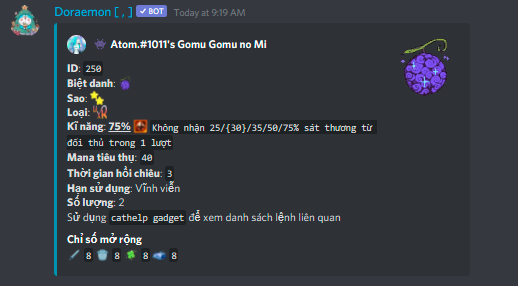 Doraemon [ , ] BOT Today at 9:19 AM
Atom.#1011's Gomu Gomu no Mi
ID: 250
Biệt danh:
Sao:
Loại:
Kĩ năng: 75% Không nhận 25/{30}/35/50/75% sát thương từ
đối thủ trong 1 lượt
Mana tiêu thụ: 40
Thời gian hồi chiêu: 3
Hạn sử dụng: Vĩnh viễn
Số lượng: 2
Sử dụng cathelp gadget để xem danh sách lệnh liên quan
Chỉ số mở rộng
8 8 8 8